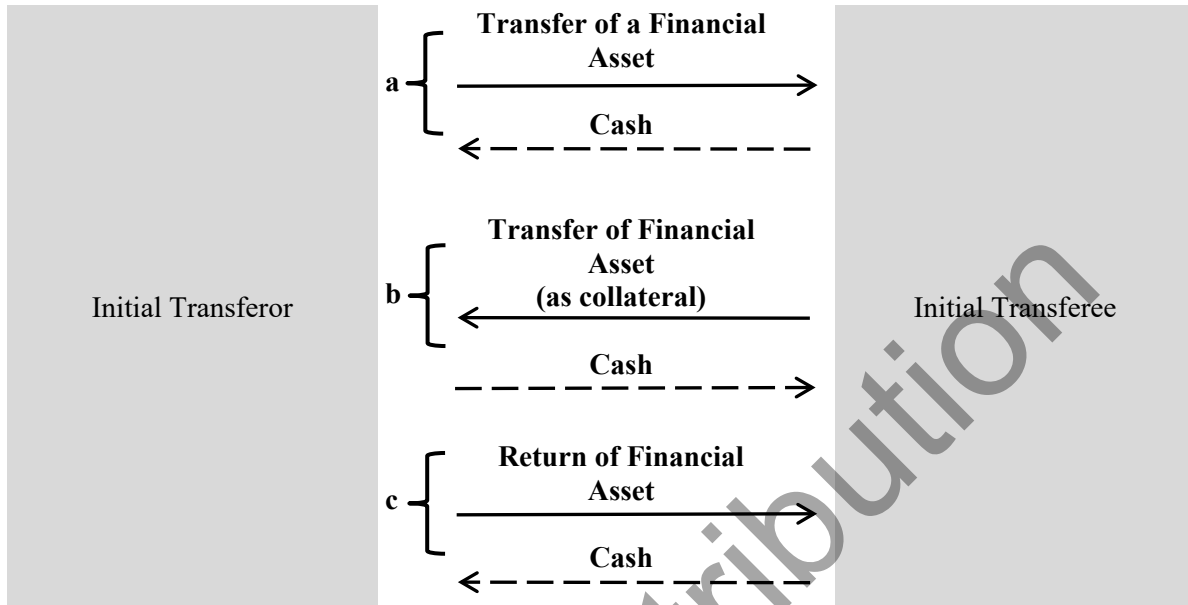 Transfer of a Financial
Asset
a
Cash
Transfer of Financial
Asset
(as collateral)
b
Initial Transferor
Initial Transferee
Cash
Return of Financial
Asset
c
Cash
tribution